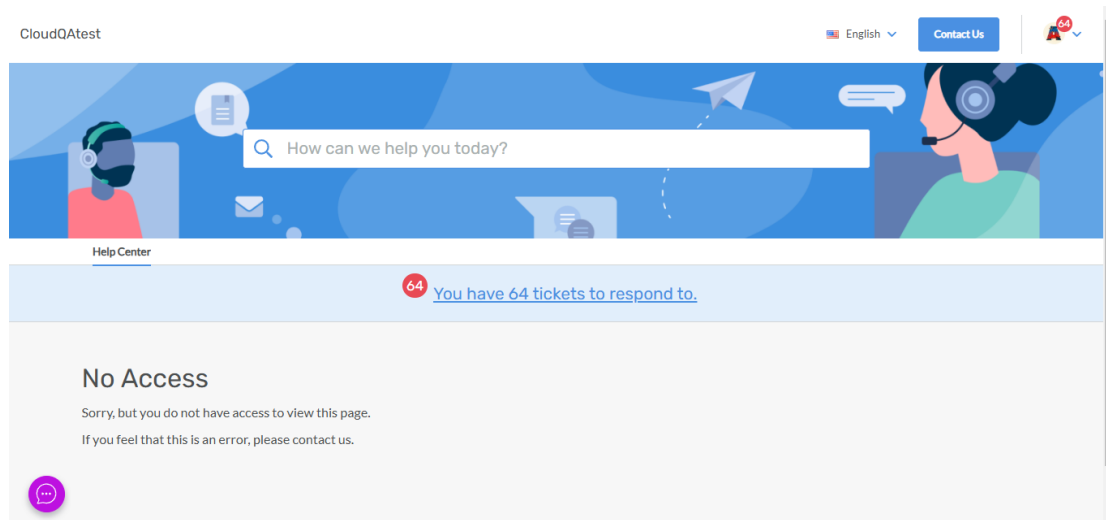 CloudQAtest
English
Contact Us
64
How can we help you today?
Help Center
64
You have 64 tickets to respond to.
No Access
Sorry, but you do not have access to view this page.
If you feel that this is an error, please contact us.